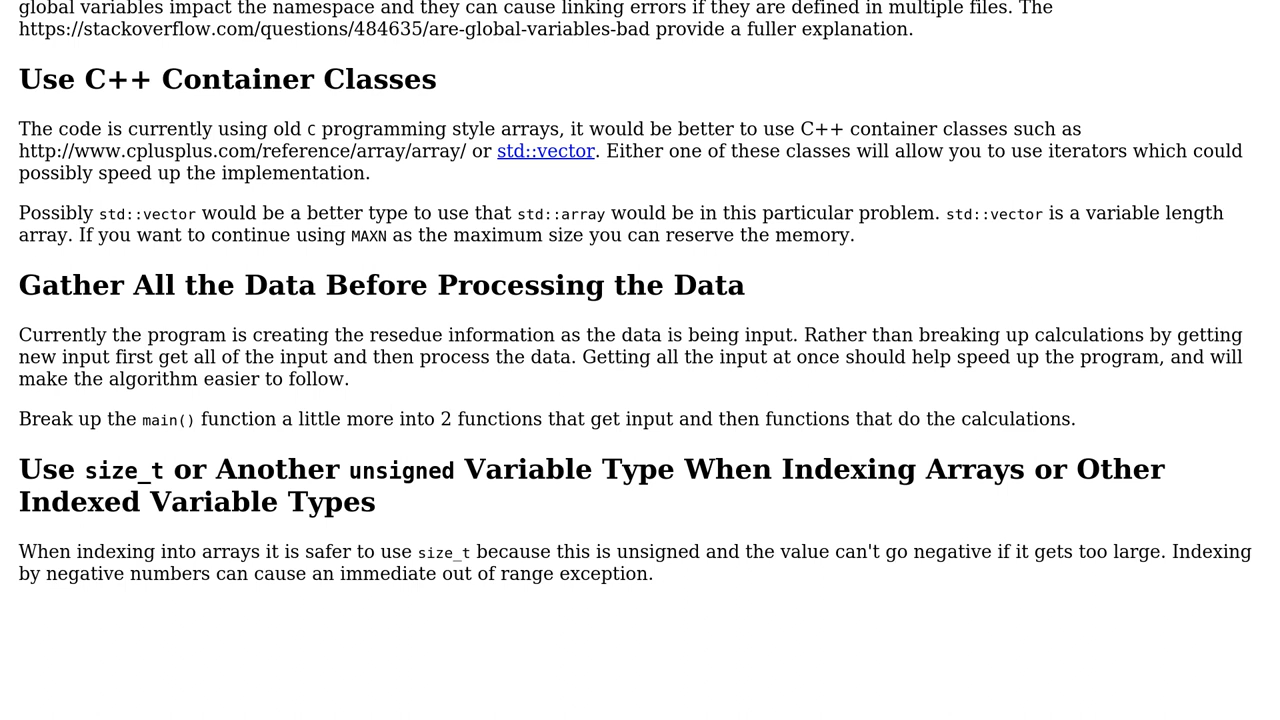 global variables impact the namespace and they can cause linking errors if they are defined in multiple files. The
https://stackoverflow.com/questions/484635/are-global-variables-bad provide a fuller explanation.
Use C++ Container Classes
The code is currently using old C programming style arrays, it would be better to use C++ container classes such as
http://www.cplusplus.com/reference/array/array/ or std::vector. Either one of these classes will allow you to use iterators which could
possibly speed up the implementation.
Possibly std::vector would be a better type to use that std::array would be in this particular problem. std::vector is a variable length
array. If you want to continue using MAXN as the maximum size you can reserve the memory.
Gather All the Data Before Processing the Data
Currently the program is creating the resedue information as the data is being input. Rather than breaking up calculations by getting
new input first get all of the input and then process the data. Getting all the input at once should help speed up the program, and will
make the algorithm easier to follow.
Break up the main() function a little more into 2 functions that get input and then functions that do the calculations.
Use size_t or Another unsigned Variable Type When Indexing Arrays or Other
Indexed Variable Types
When indexing into arrays it is safer to use size_t because this is unsigned and the value can't go negative if it gets too large. Indexing
by negative numbers can cause an immediate out of range exception.